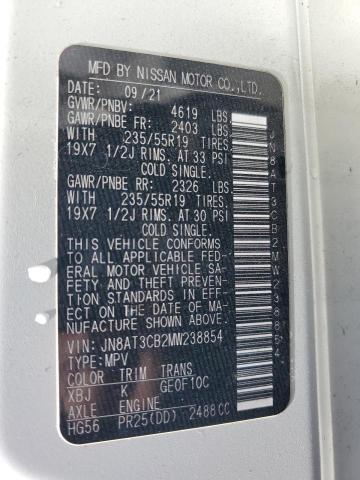 MFD BY NISSAN MOTOR CO.,LTD.
DATE: 09/21
GVWR/PNBV: 4619 LBS.
GAWR/PNBE FR: 2403 LBS.
WITH 235/55R19 TIRES.
19X7 1/2J RIMS. AT 33 PSI
COLD SINGLE.
GAWR/PNBE RR: 2326 LBS.
WITH 235/55R19 TIRES.
19X7 1/2J RIMS. AT 30 PSI
COLD SINGLE.
THIS VEHICLE CONFORMS
TO ALL APPLICABLE FED-
ERAL MOTOR VEHICLE SA-
FETY AND THEFT PREVEN-
TION STANDARDS IN EFF-
ECT ON THE DATE OF MA-
NUFACTURE SHOWN ABOVE.
VIN: JN8AT3CB2MW238854
TYPE:MPV
COLOR TRIM TRANS
XBJ K GE0F10C
AXLE ENGINE
HG56 PR25(DD) 2488CC
JN8AT3CB2MW238854